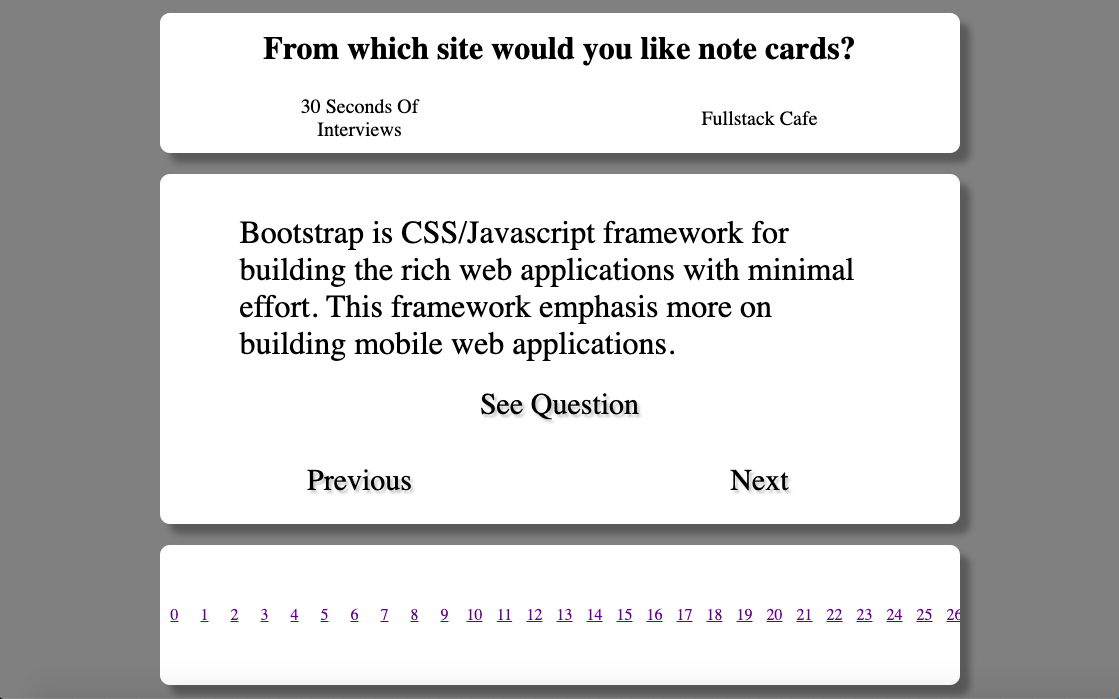 From which site would you like note cards?
30 Seconds Of
Interviews
Fullstack Cafe
Bootstrap is CSS/Javascript framework for
building the rich web applications with minimal
effort. This framework emphasis more on
building mobile web applications.
See Question
Previous Next
0 1 2 3 4 5 6 7 8 9 10 11 12 13 14 15 16 17 18 19 20 21 22 23 24 25 26